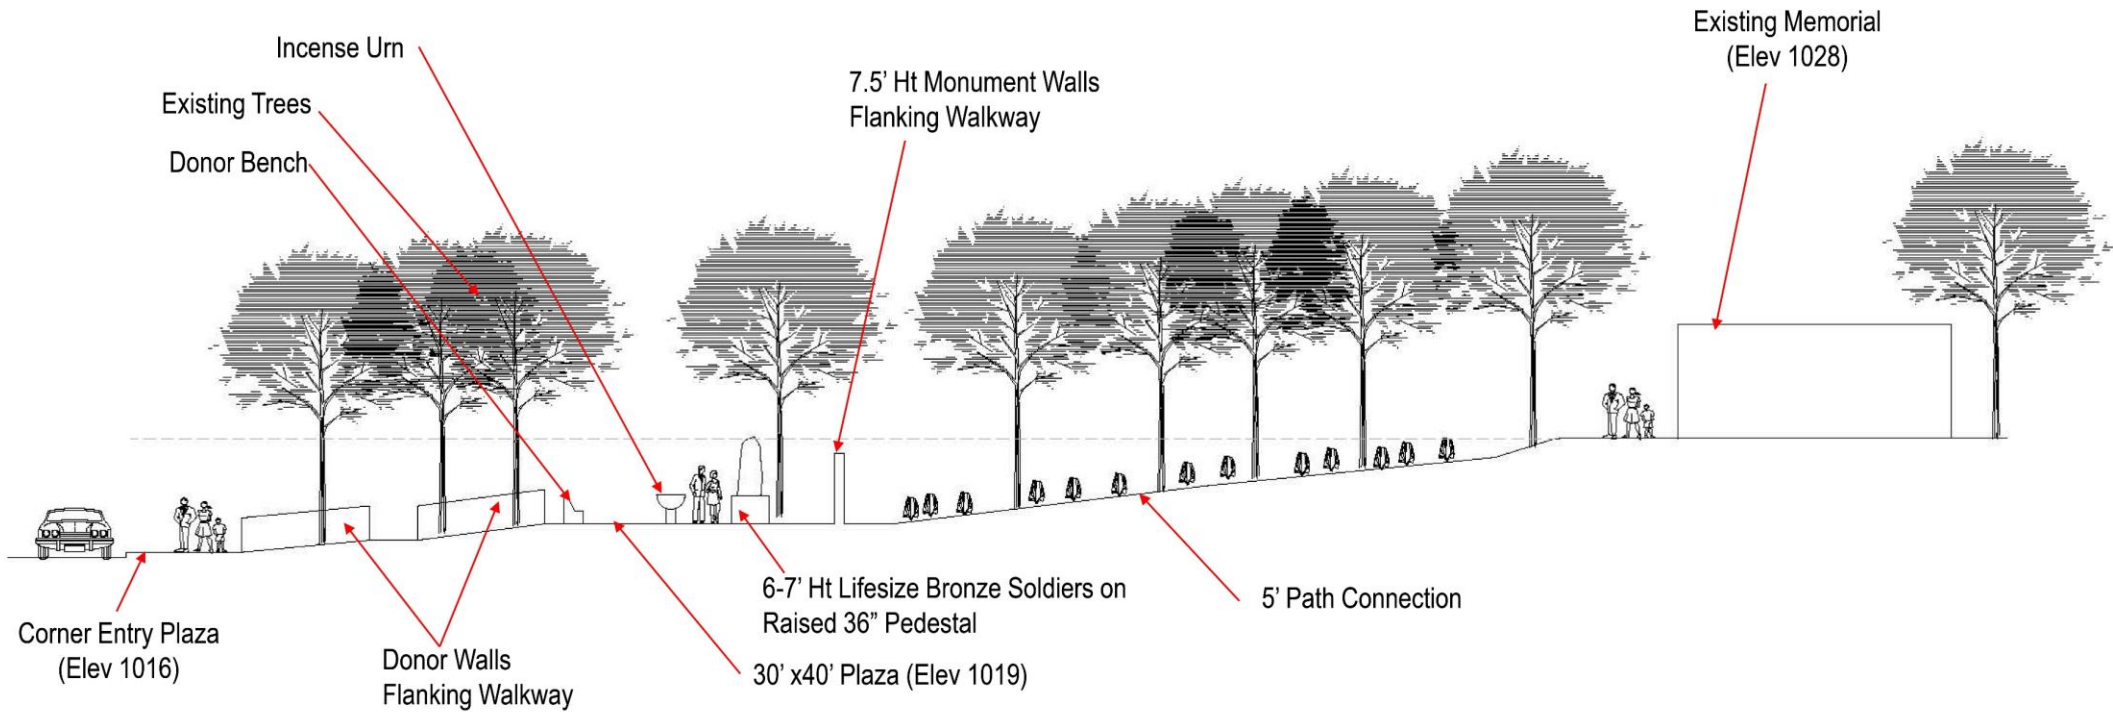 Existing Memorial
(Elev 1028)
Incense Urn
7.5’ Ht Monument Walls
Flanking Walkway
Existing Trees
Donor Bench
6-7’ Ht Lifesize Bronze Soldiers on
Raised 36” Pedestal
5’ Path Connection
Corner Entry Plaza
(Elev 1016)
Donor Walls
Flanking Walkway
30’ x40’ Plaza (Elev 1019)